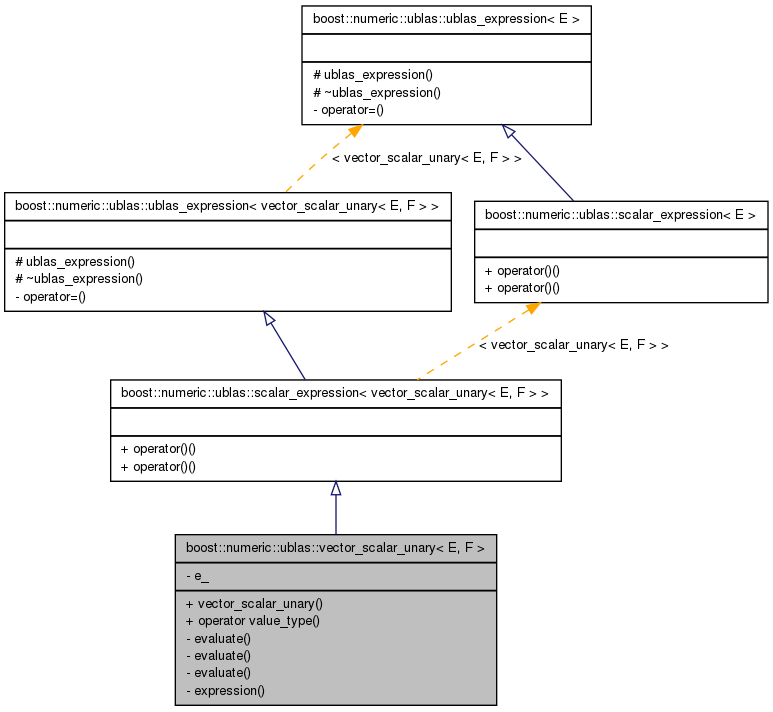 boost::numeric::ublas::ublas_expression< E >
# ublas_expression()
# ~ublas_expression()
- operator=()
< vector_scalar_unary< E, F > >
boost::numeric::ublas::ublas_expression< vector_scalar_unary< E, F > >
# ublas_expression()
# ~ublas_expression()
- operator=()
boost::numeric::ublas::scalar_expression< E >
+ operator()()
+ operator()()
< vector_scalar_unary< E, F > >
boost::numeric::ublas::scalar_expression< vector_scalar_unary< E, F > >
+ operator()()
+ operator()()
boost::numeric::ublas::vector_scalar_unary< E, F >
- e_
+ vector_scalar_unary()
+ operator value_type()
- evaluate()
- evaluate()
- evaluate()
- expression()